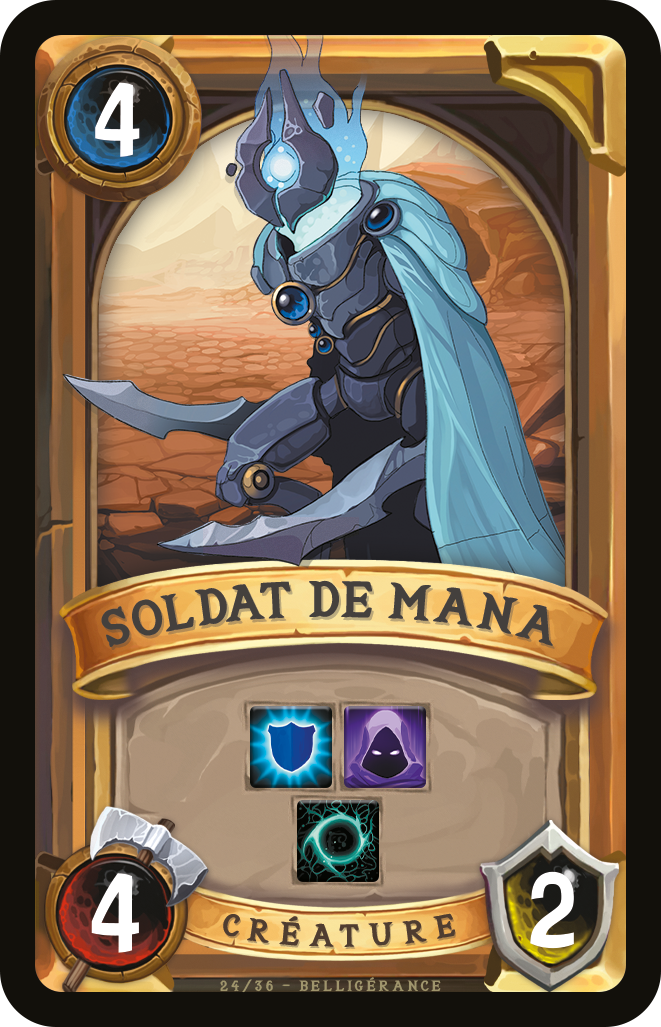 4
SOLDAT DE MANA
4
2
CRÉATURE
24/36 – BELLIGÉRANCE